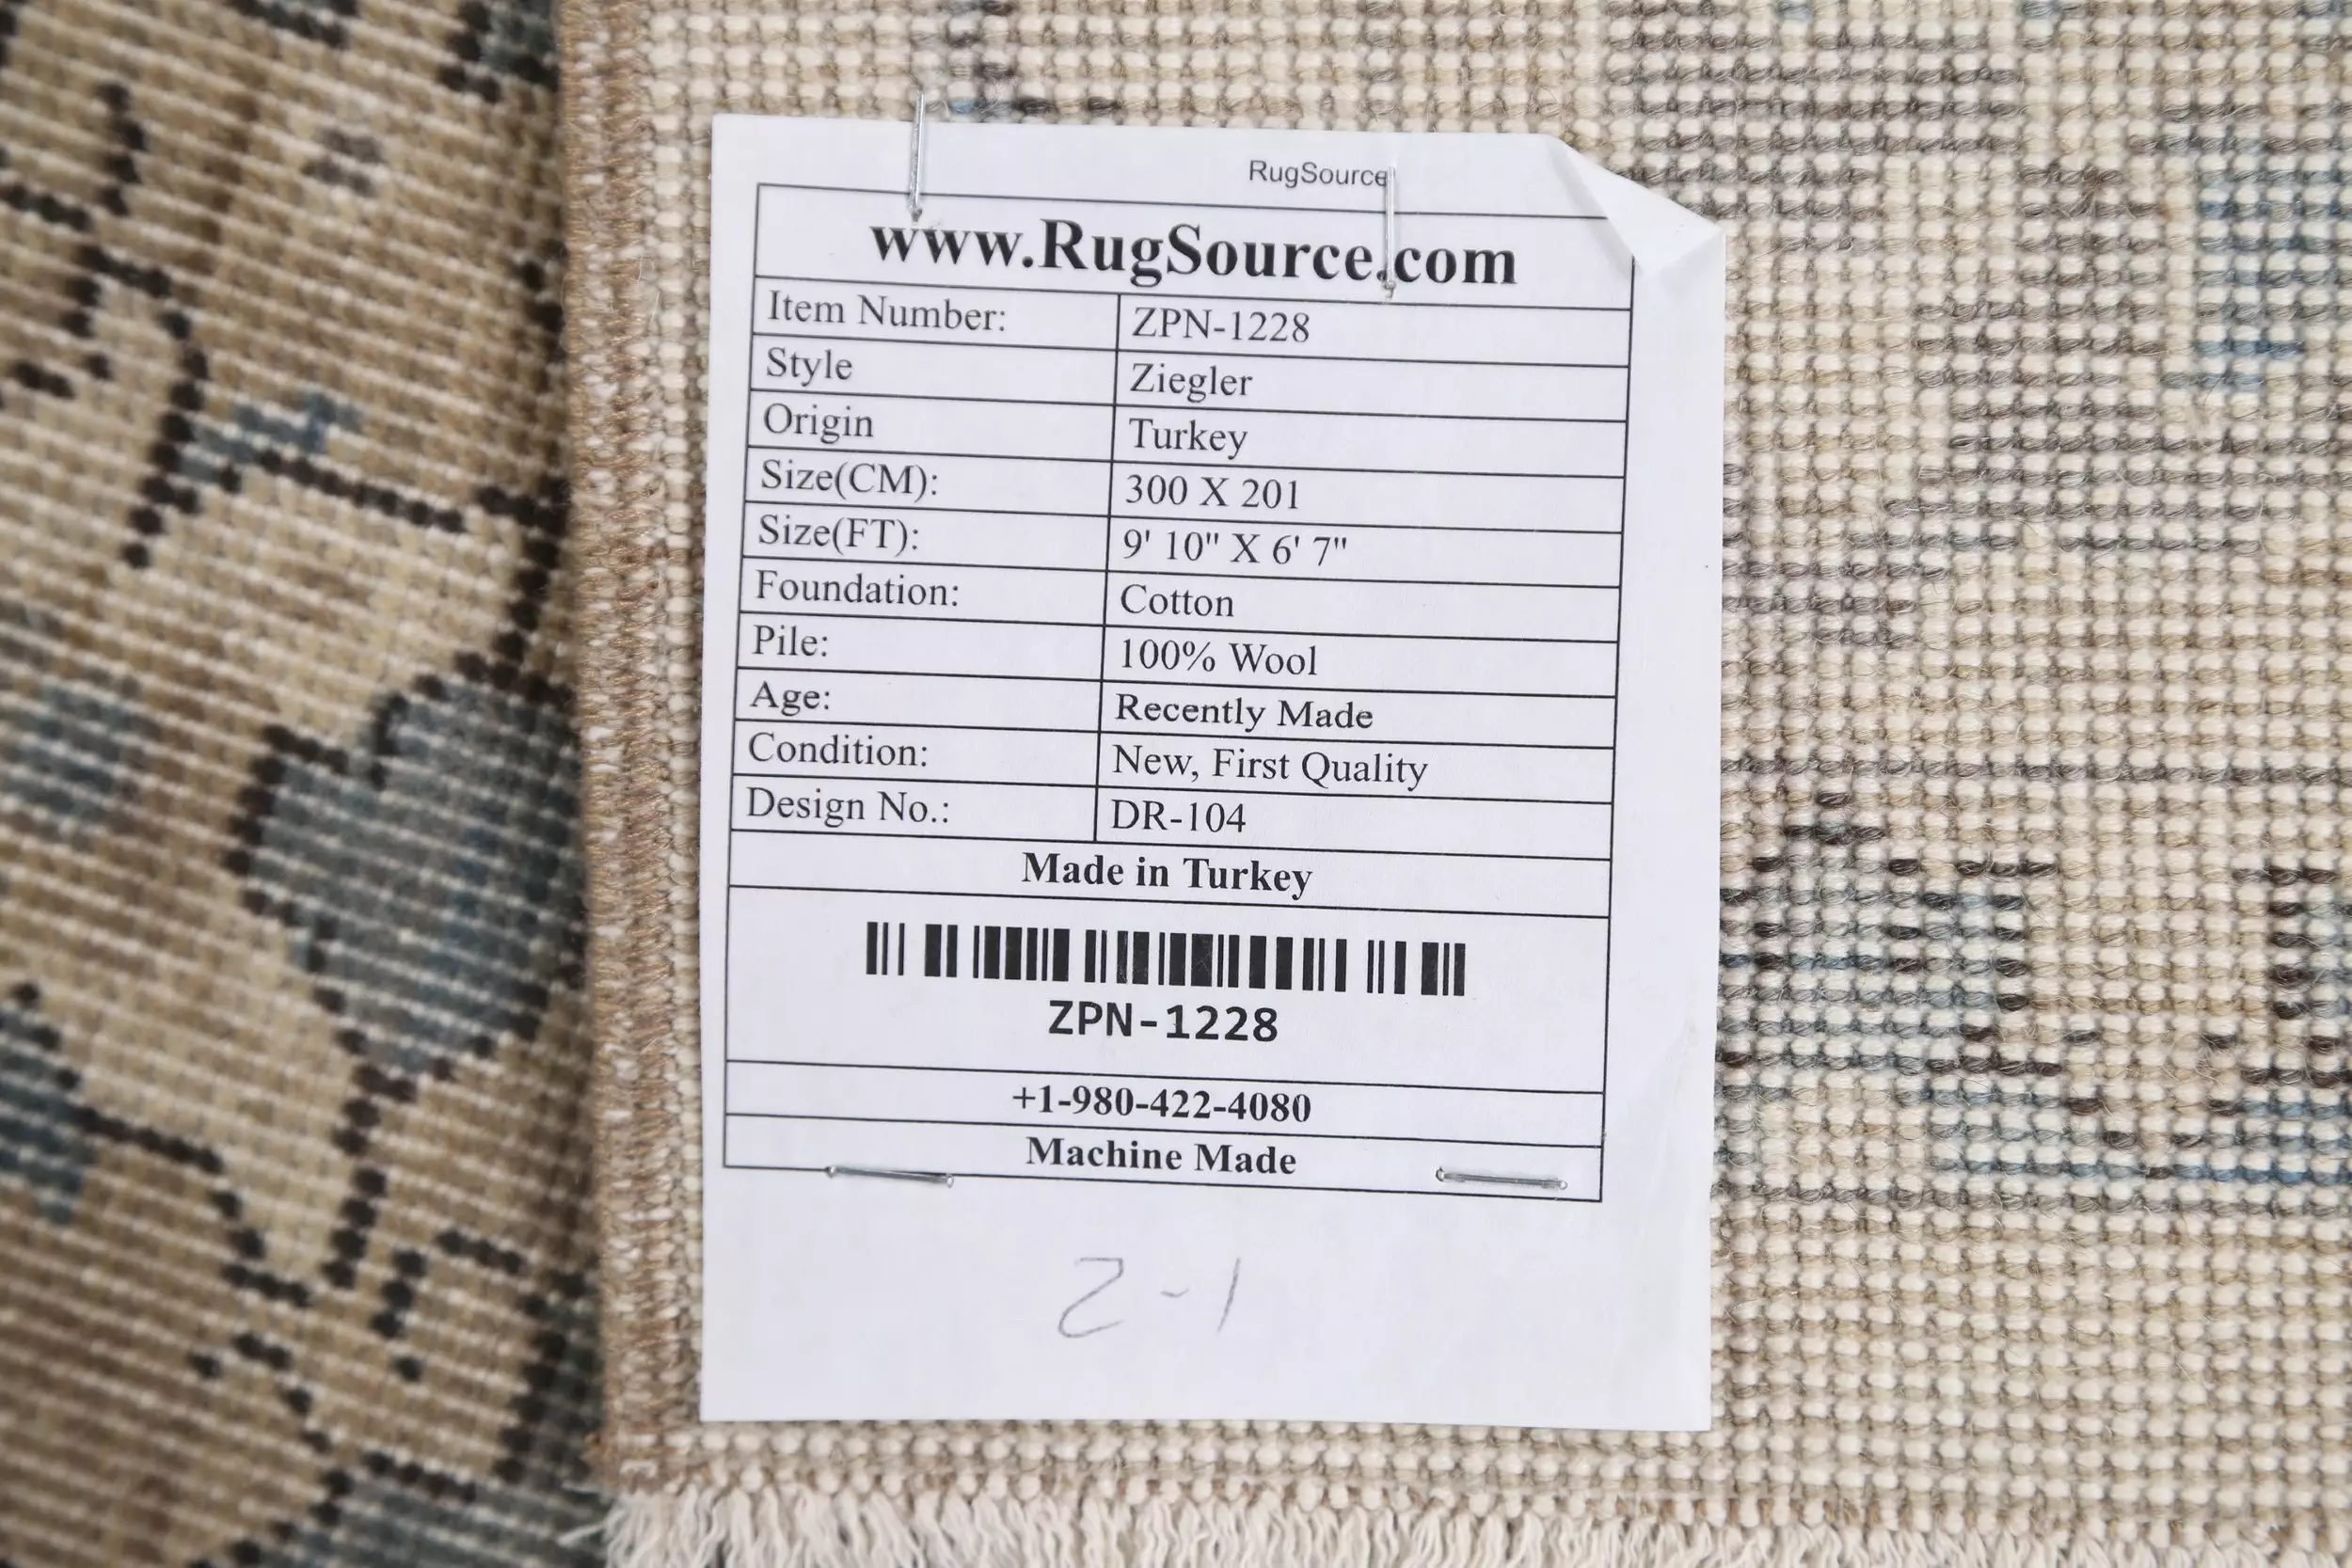 RugSource
www.RugSource.com
Item Number: ZPN-1228
Style Ziegler
Origin Turkey
Size(CM): 300 X 201
Size(FT): 9' 10" X 6' 7"
Foundation: Cotton
Pile: 100% Wool
Age: Recently Made
Condition: New, First Quality
Design No.: DR-104
Made in Turkey
ZPN-1228
+1-980-422-4080
Machine Made
2-1